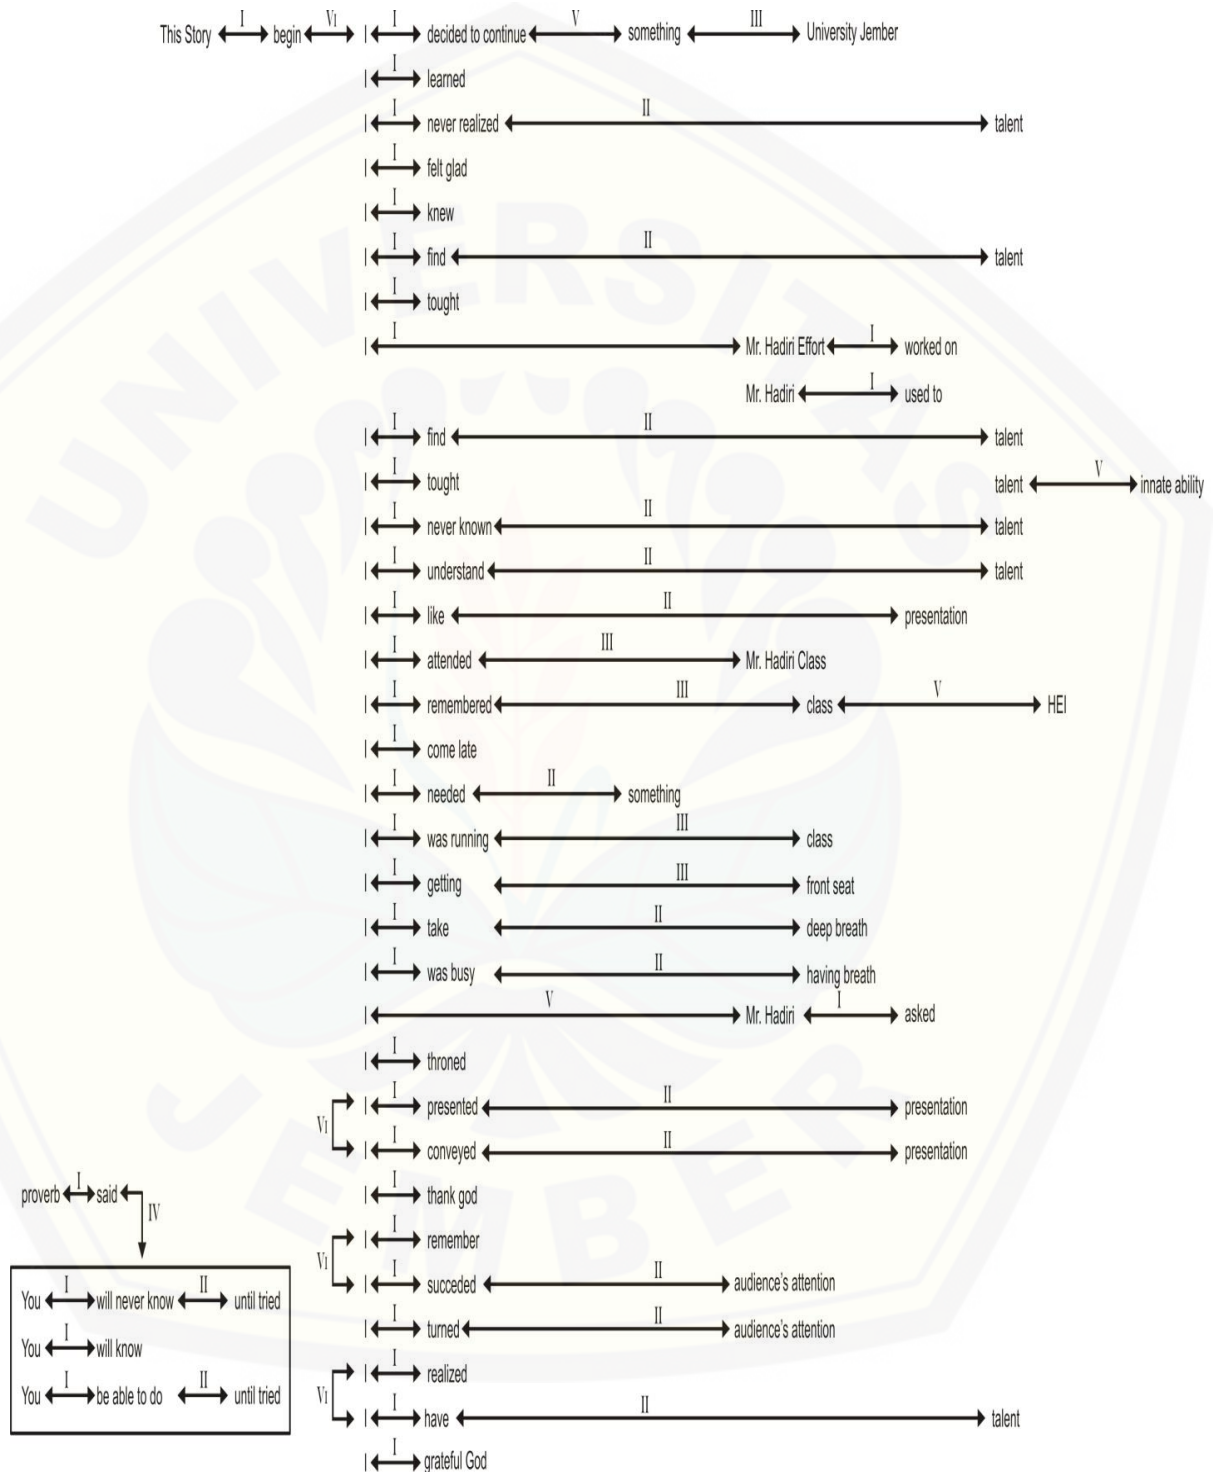 This Story I begin VI I I decided to continue V something III University Jember
I I learned
I I never realized II talent
I I felt glad
I I knew
I I find II talent
I I tought
I I Mr. Hadiri Effort I worked on
Mr. Hadiri I used to
I I find II talent
I I tought talent V innate ability
I I never known II talent
I I understand II talent
I I like II presentation
I I attended III Mr. Hadiri Class
I I remembered III class V HEI
I I come late
I I needed II something
I I was running III class
I I getting III front seat
I I take II deep breath
I I was busy II having breath
I V Mr. Hadiri I asked
I I throned
VI I I presented II presentation
I I conveyed II presentation
I I thank god
VI I I remember
I I succeded II audience's attention
I I turned II audience's attention
VI I I realized
I I have II talent
I I grateful God
proverb I said IV
You I will never know II until tried
You I will know
You I be able to do II until tried
UNIVERSITAS
JEMBER